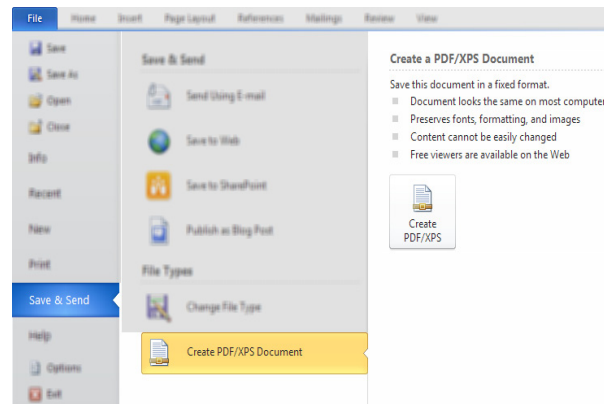 File
Home
Insert
Page Layout
References
Mailings
Review
View
Save
Save As
Open
Close
Info
Recent
New
Print
Save & Send
Help
Options
Exit
Save & Send
Send Using E-mail
Save to Web
Save to SharePoint
Publish as Blog Post
File Types
Change File Type
Create PDF/XPS Document
Create a PDF/XPS Document
Save this document in a fixed format.
Document looks the same on most computer
Preserves fonts, formatting, and images
Content cannot be easily changed
Free viewers are available on the Web
Create
PDF/XPS